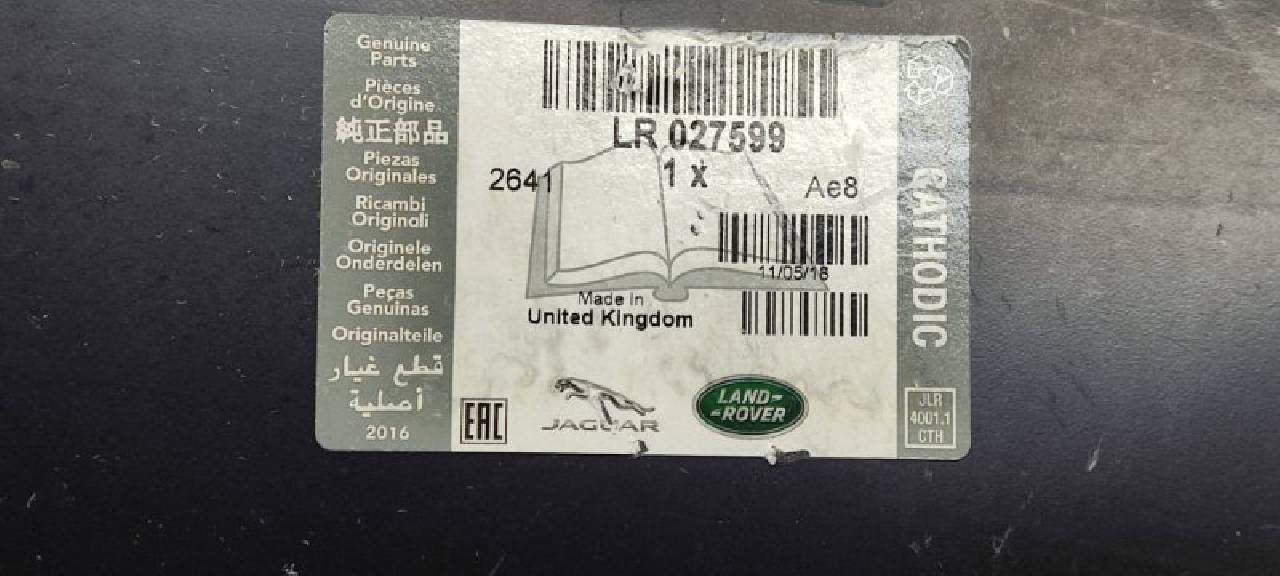 Genuine
Parts
Pièces
d'Origine
純正部品
Piezas
Originales
Ricambi
Originali
Originele
Onderdelen
Peças
Genuinas
Originalteile
قطع غيار
أصلية
2016
LR 027599
1 x
2641
Ae8
11/05/18
Made in
United Kingdom
EAC
JAGUAR
LAND-
-ROVER
CATHODIC
JLR
4001.1
CTH